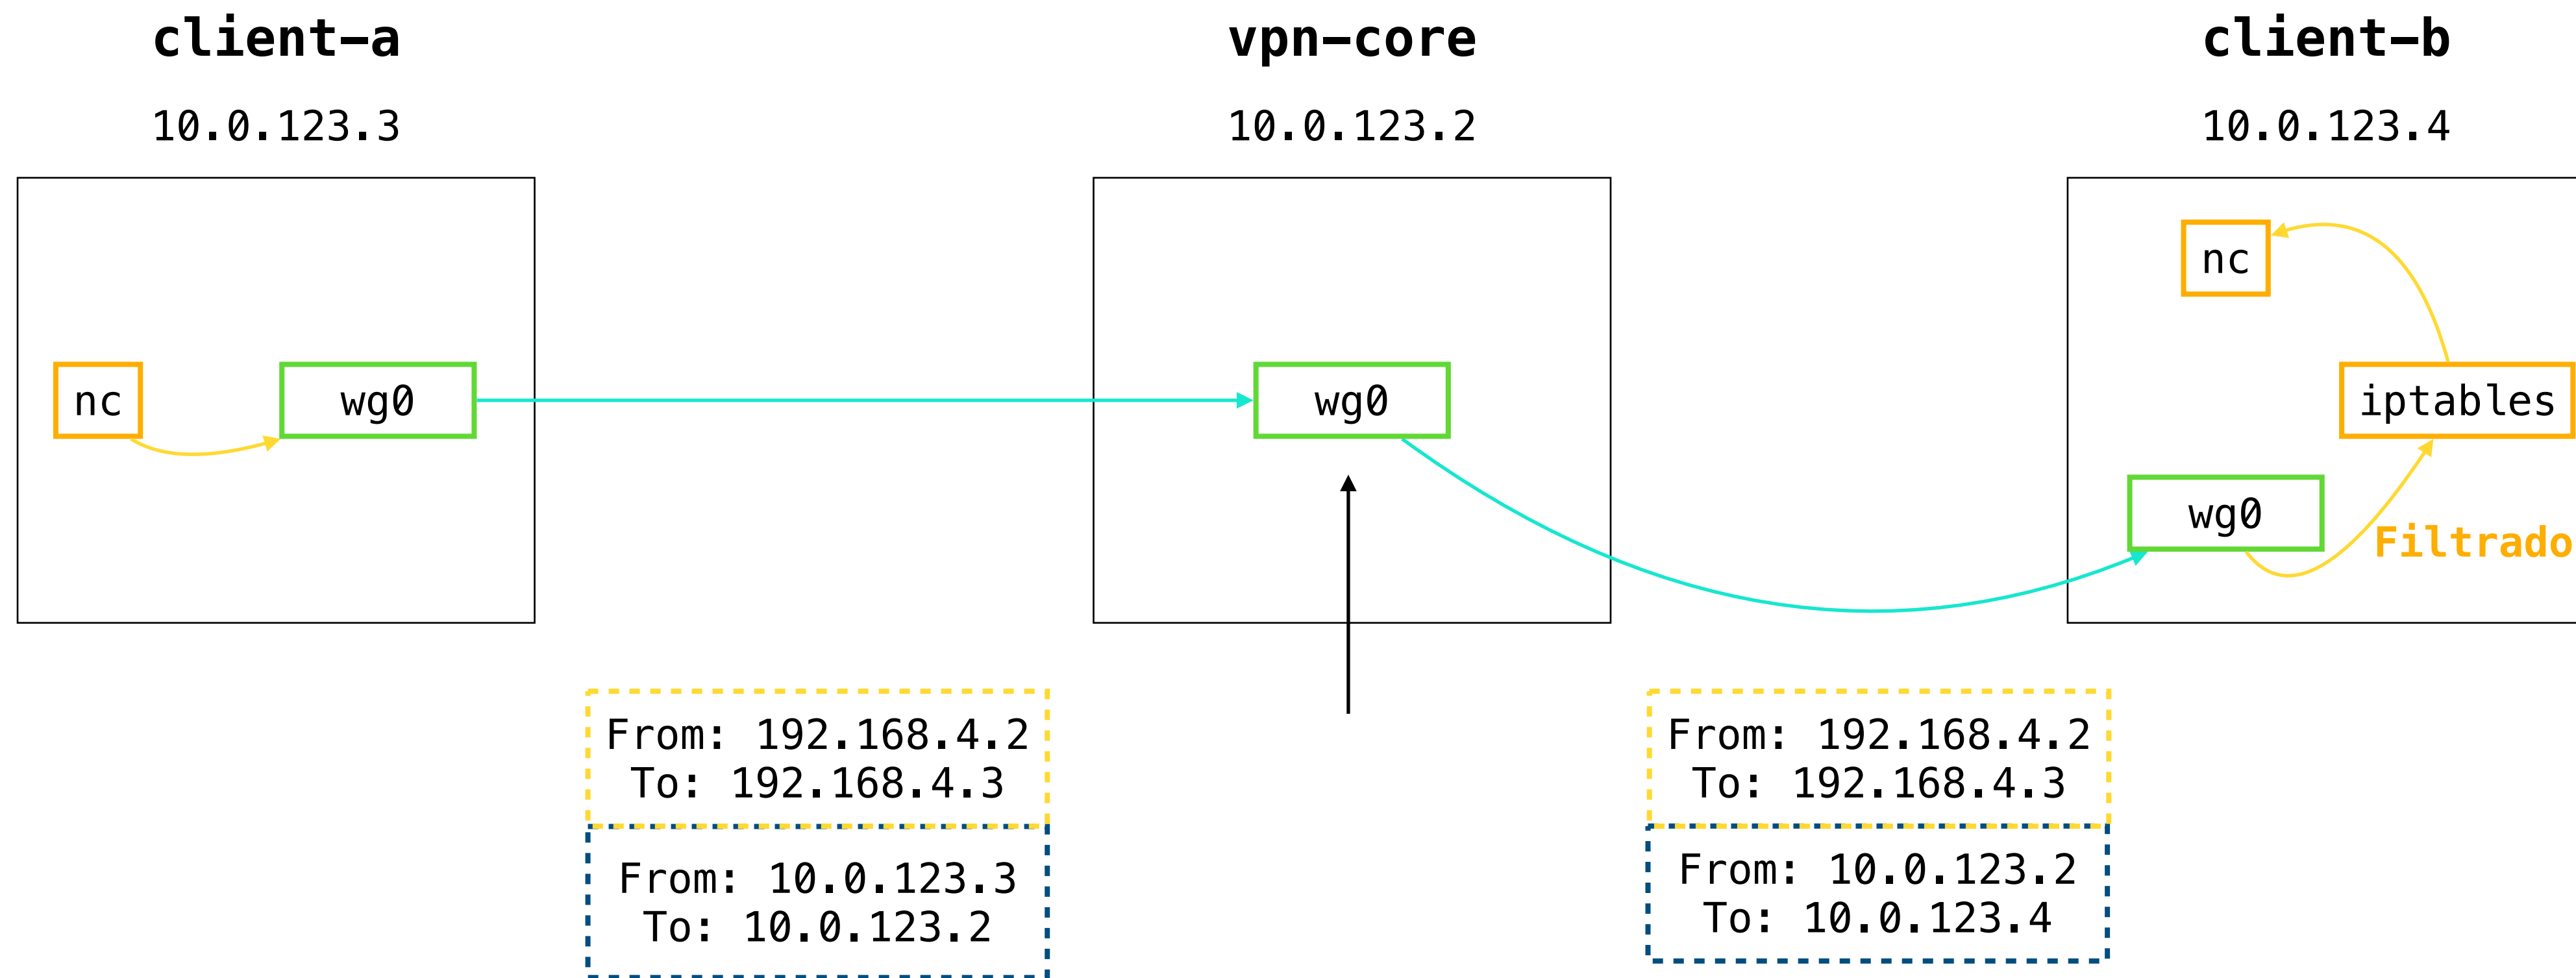 client-a
10.0.123.3
nc
wg0
vpn-core
10.0.123.2
wg0
client-b
10.0.123.4
nc
iptables
wg0
Filtrado
From: 192.168.4.2
To: 192.168.4.3
From: 10.0.123.3
To: 10.0.123.2
From: 192.168.4.2
To: 192.168.4.3
From: 10.0.123.2
To: 10.0.123.4